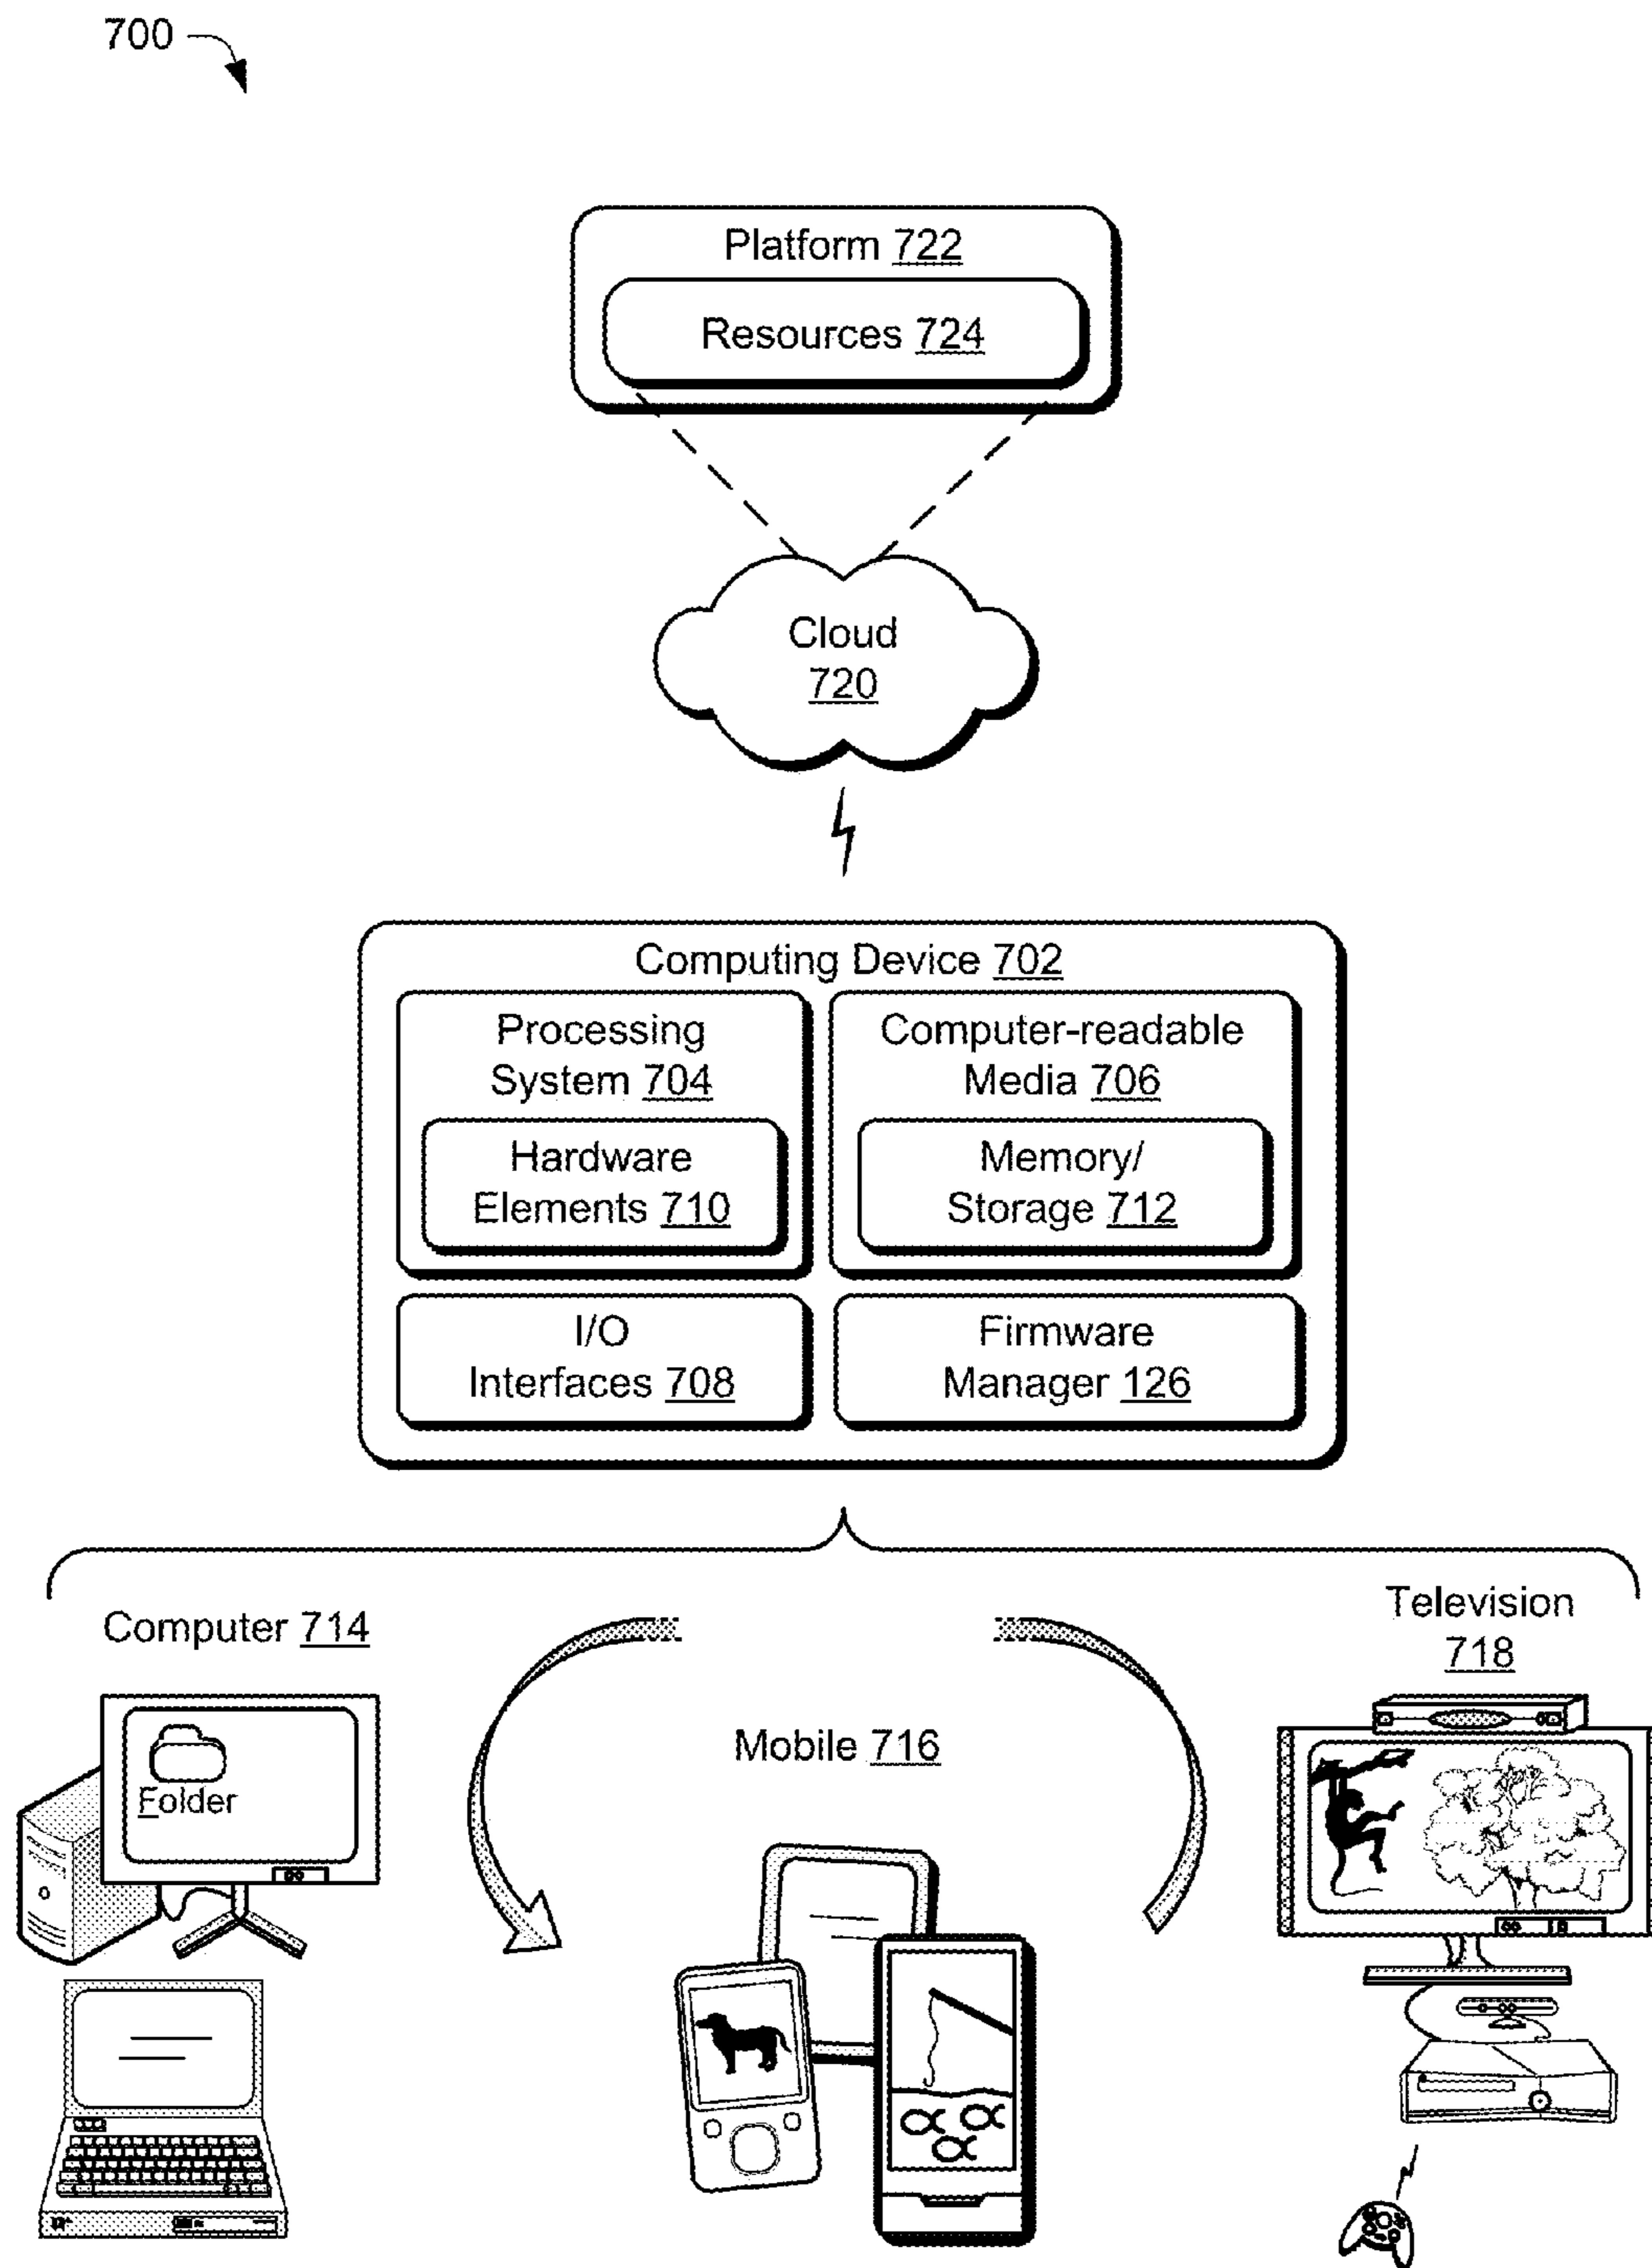 700
Platform 722
Resources 724
Cloud
720
Computing Device 702
Processing
System 704
Hardware
Elements 710
Computer-readable
Media 706
Memory/
Storage 712
I/O
Interfaces 708
Firmware
Manager 126
Computer 714
Folder
Mobile 716
Television
718